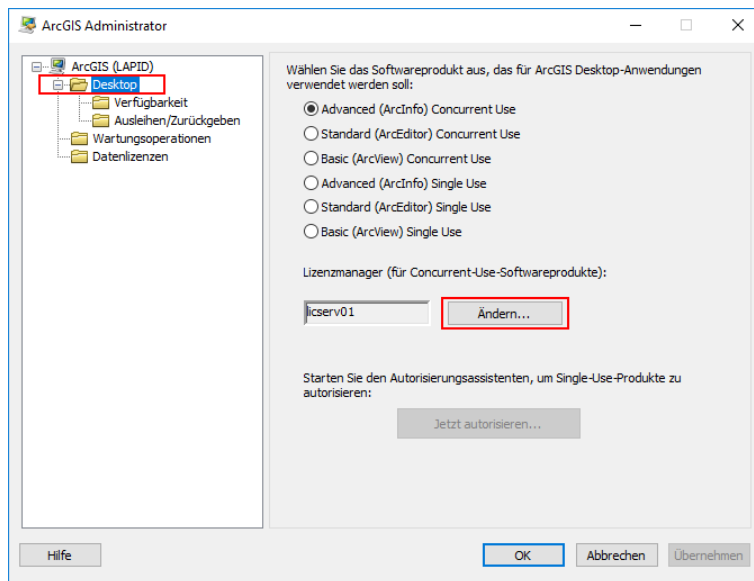 ArcGIS Administrator
ArcGIS (LAPID)
Desktop
Verfügbarkeit
Ausleihen/Zurückgeben
Wartungsoperationen
Datenlizenzen
Wählen Sie das Softwareprodukt aus, das für ArcGIS Desktop-Anwendungen
verwendet werden soll:
Advanced (ArcInfo) Concurrent Use
Standard (ArcEditor) Concurrent Use
Basic (ArcView) Concurrent Use
Advanced (ArcInfo) Single Use
Standard (ArcEditor) Single Use
Basic (ArcView) Single Use
Lizenzmanager (für Concurrent-Use-Softwareprodukte):
licserv01
Ändern...
Starten Sie den Autorisierungsassistenten, um Single-Use-Produkte zu
autorisieren:
Jetzt autorisieren...
Hilfe
OK
Abbrechen
Übernehmen